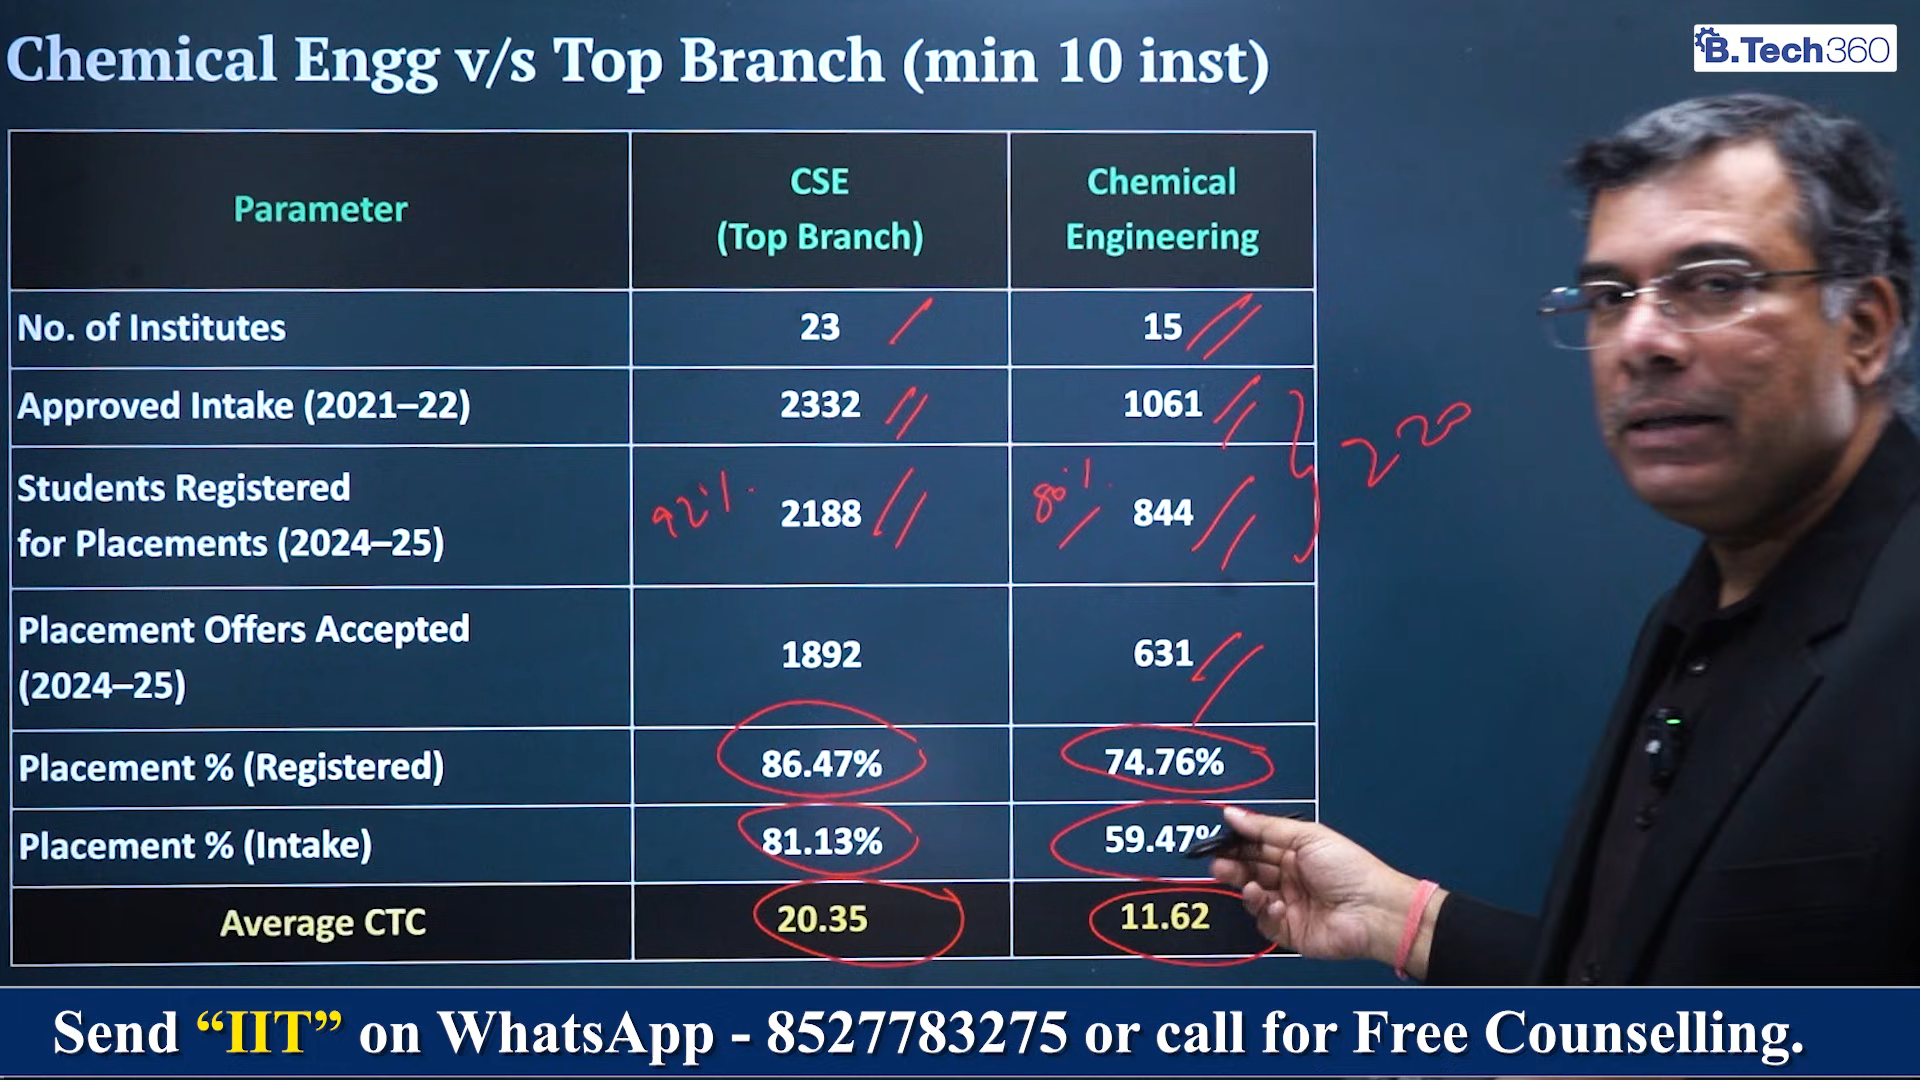 Chemical Engg v/s Top Branch (min 10 inst)
B.Tech360
Parameter
CSE
(Top Branch)
Chemical
Engineering
No. of Institutes
23
15
Approved Intake (2021–22)
2332
1061
220
Students Registered
for Placements (2024–25)
92%
2188
80%
844
Placement Offers Accepted
(2024–25)
1892
631
Placement % (Registered)
86.47%
74.76%
Placement % (Intake)
81.13%
59.47%
Average CTC
20.35
11.62
Send “IIT” on WhatsApp - 8527783275 or call for Free Counselling.